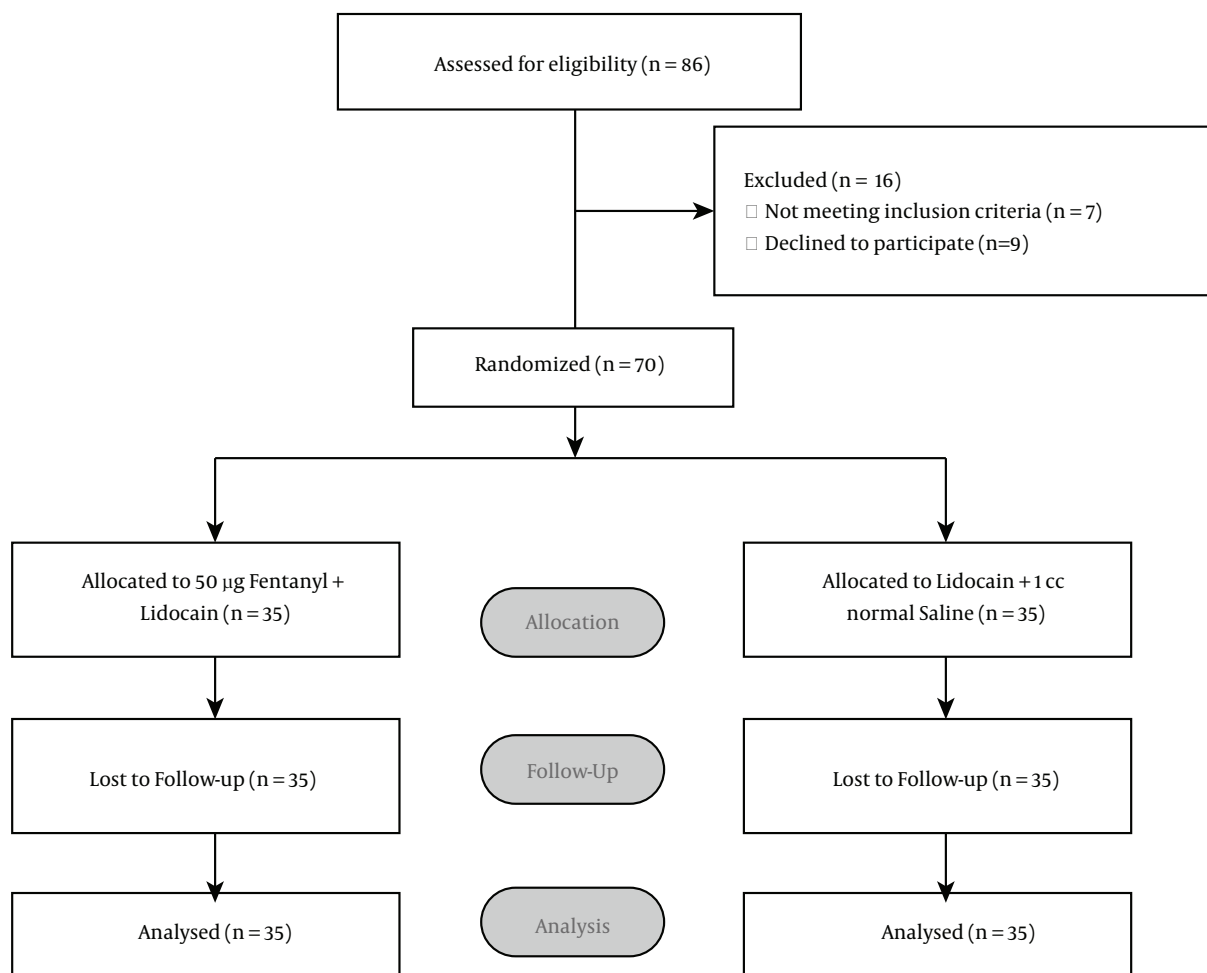 Assessed for eligibility (n = 86)
Excluded (n = 16)
□ Not meeting inclusion criteria (n = 7)
□ Declined to participate (n=9)
Randomized (n = 70)
Allocated to 50 µg Fentanyl +
Lidocain (n = 35)
Allocation
Allocated to Lidocain + 1 cc
normal Saline (n = 35)
Lost to Follow-up (n = 35)
Follow-Up
Lost to Follow-up (n = 35)
Analysed (n = 35)
Analysis
Analysed (n = 35)